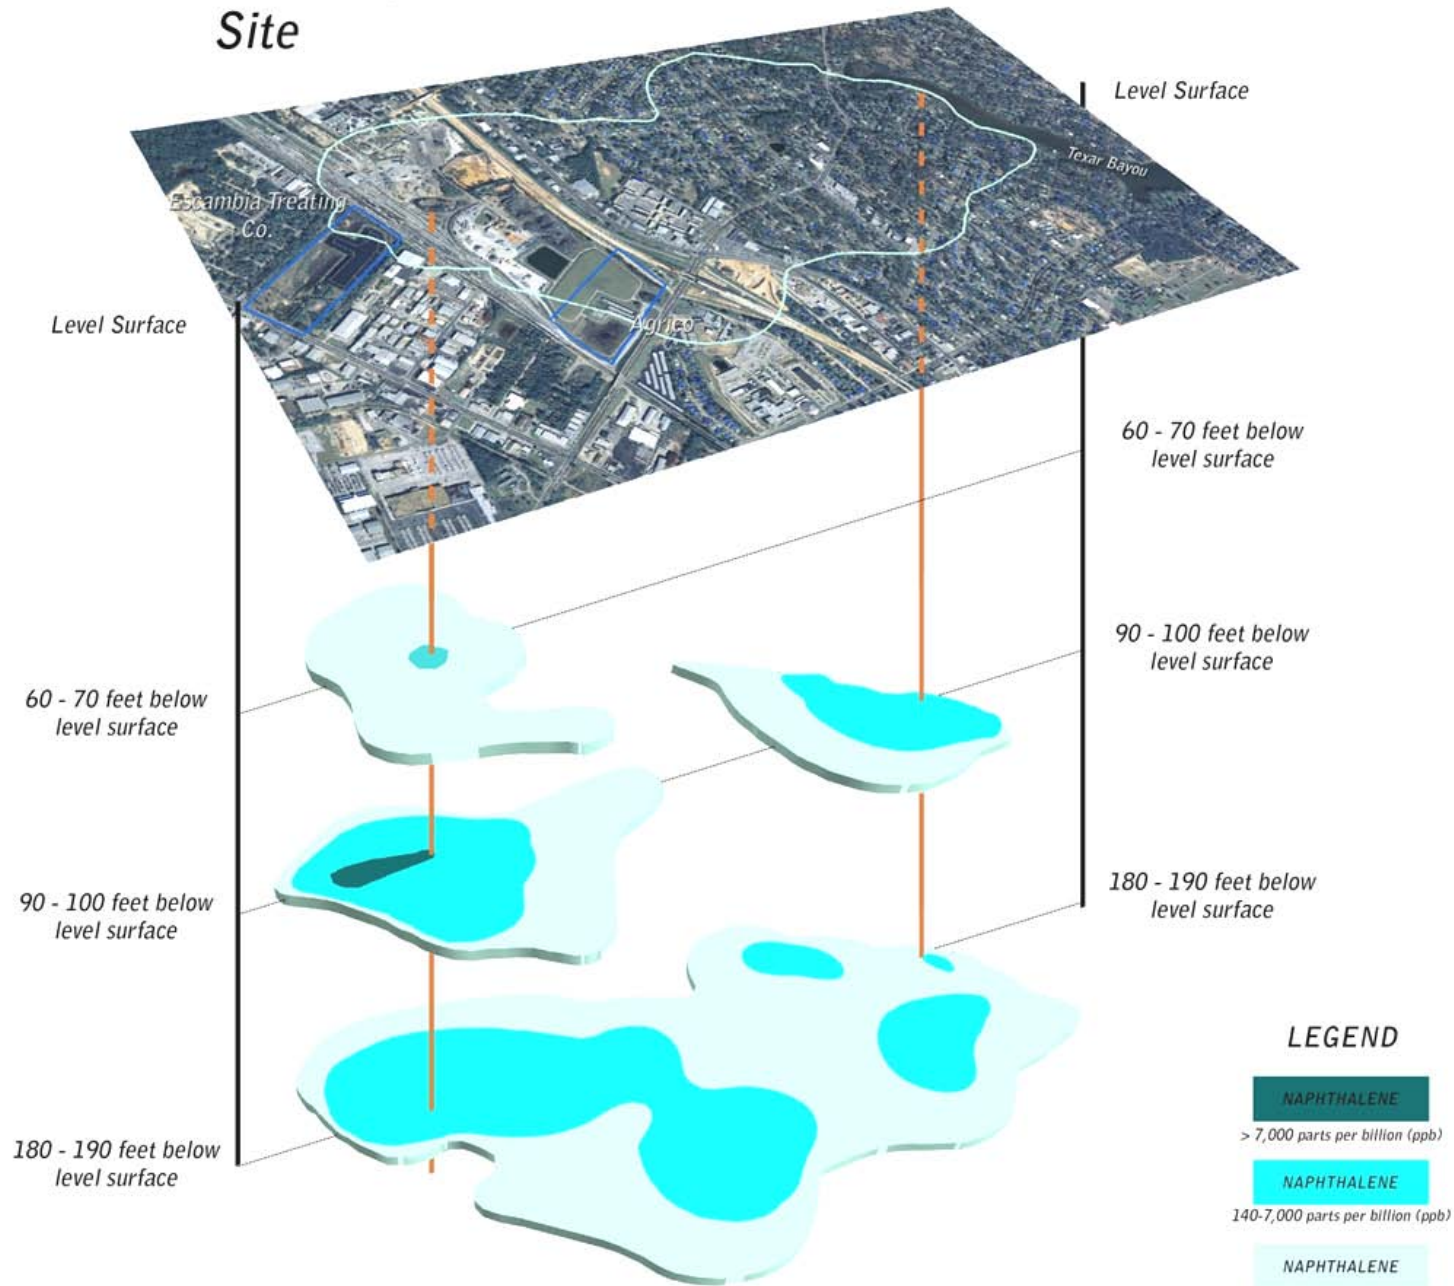 Site
Level Surface
Texar Bayou
Escambia Treating
Co.
Level Surface
Agrico
60 - 70 feet below
level surface
90 - 100 feet below
level surface
60 - 70 feet below
level surface
180 - 190 feet below
level surface
90 - 100 feet below
level surface
LEGEND
NAPHTHALENE
> 7,000 parts per billion (ppb)
180 - 190 feet below
level surface
NAPHTHALENE
140-7,000 parts per billion (ppb)
NAPHTHALENE